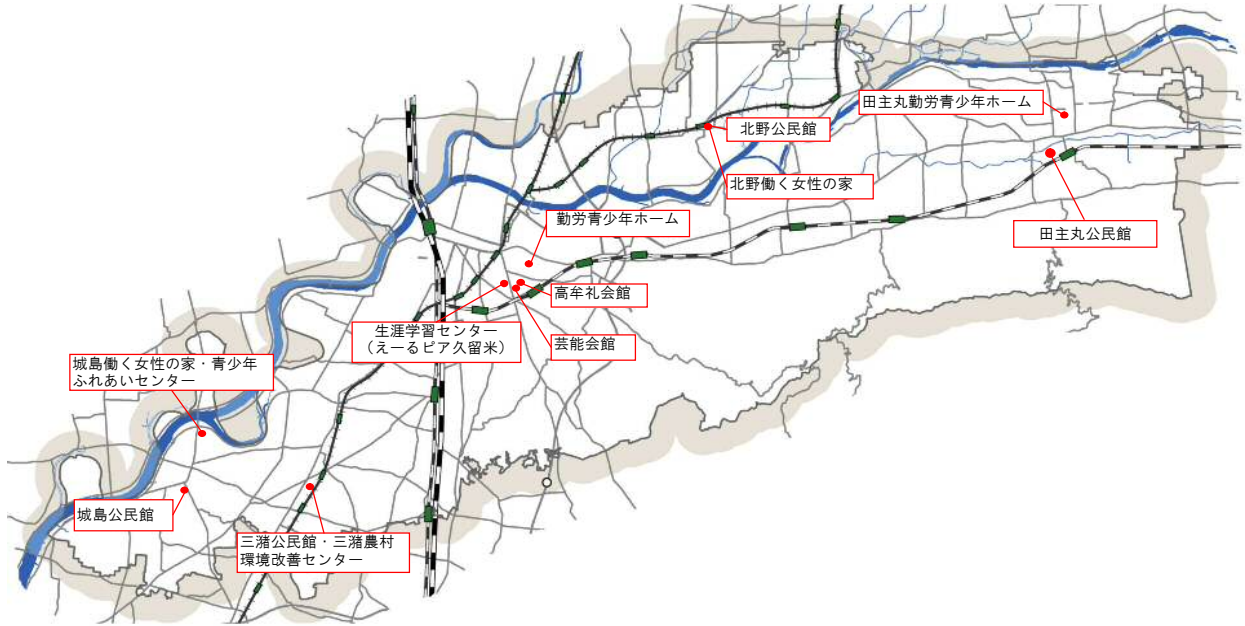 田主丸勤労青少年ホーム
北野公民館
北野働く女性の家
勤労青少年ホーム
田主丸公民館
高牟礼会館
生涯学習センター
（えーるピア久留米）
芸能会館
城島働く女性の家・青少年
ふれあいセンター
城島公民館
三潴公民館・三潴農村
環境改善センター